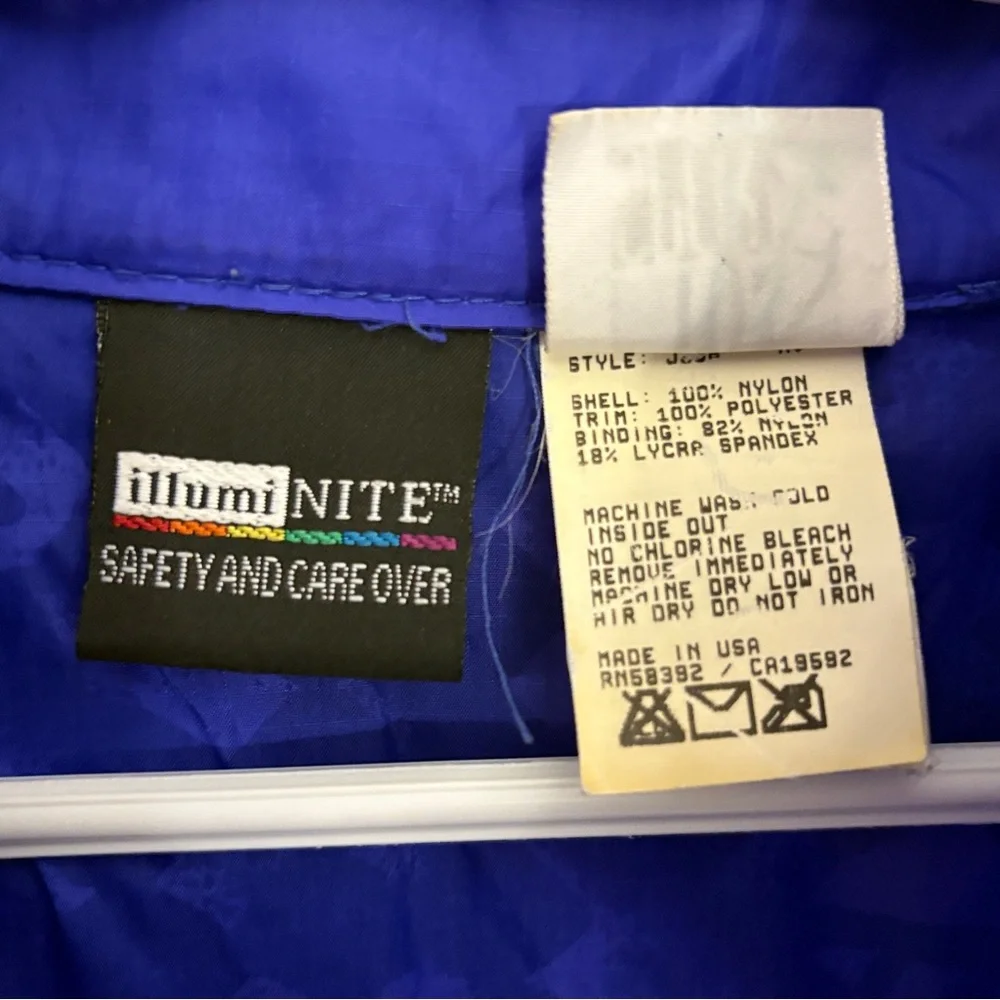 illumiNITE™
SAFETY AND CARE OVER
STYLE:
SHELL: 100% NYLON
TRIM: 100% POLYESTER
BINDING: 82% NYLON
18% LYCRA SPANDEX
MACHINE WASH COLD
INSIDE OUT
NO CHLORINE BLEACH
REMOVE IMMEDIATELY
MACHINE DRY LOW OR
AIR DRY DO NOT IRON
MADE IN USA
RN58392 / CA19592